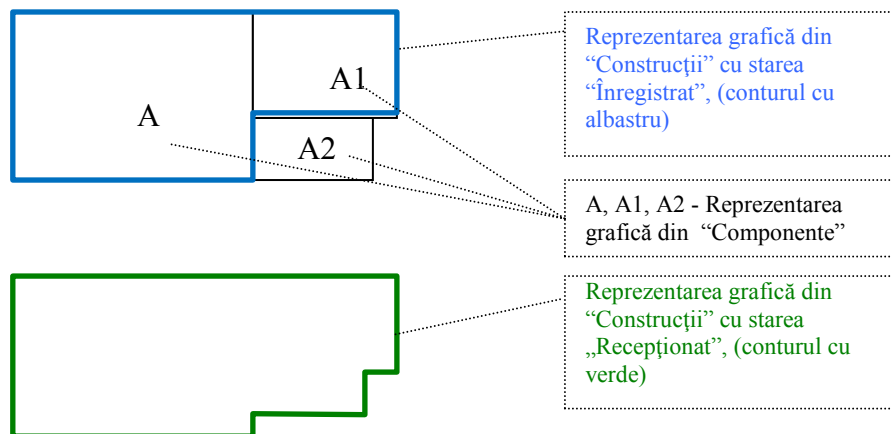 Reprezentarea grafică din
“Construcţii” cu starea
“Înregistrat”, (conturul cu
albastru)
A1
A
A2
A, A1, A2 - Reprezentarea
grafică din “Componente”
Reprezentarea grafică din
“Construcţii” cu starea
„Recepţionat”, (conturul cu
verde)